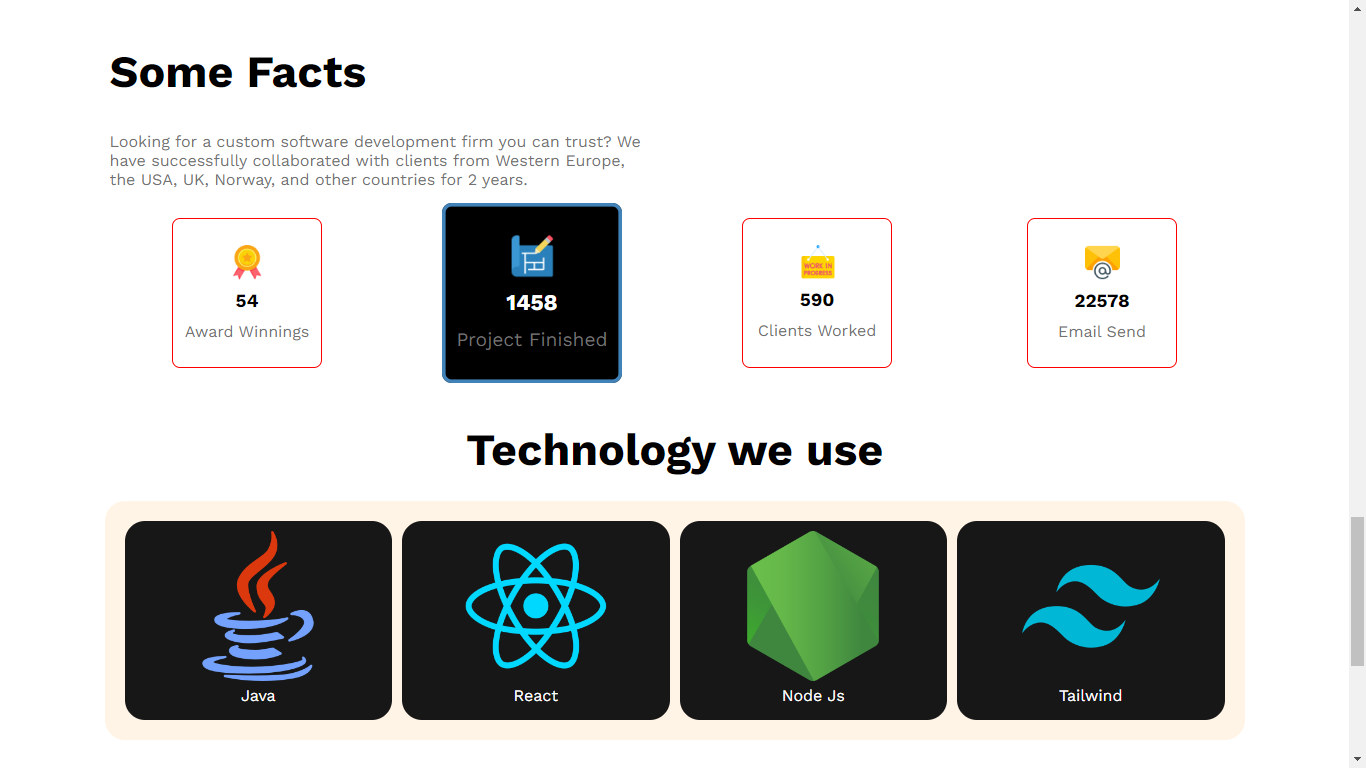 Some Facts
Looking for a custom software development firm you can trust? We
have successfully collaborated with clients from Western Europe,
the USA, UK, Norway, and other countries for 2 years.
54
Award Winnings
1458
Project Finished
WORK IN
PROGRESS
590
Clients Worked
22578
Email Send
Technology we use
Java
React
Node Js
Tailwind